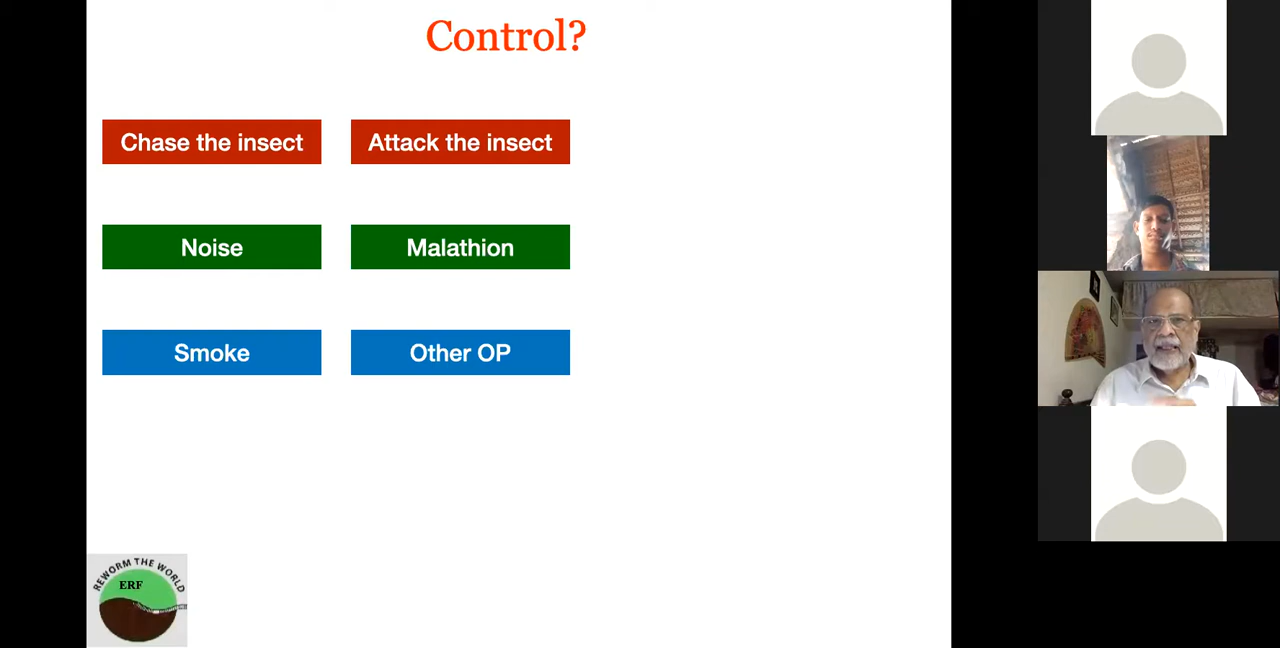 Control?
Chase the insect
Attack the insect
Noise
Malathion
Smoke
Other OP
REWORM THE WORLD
ERF